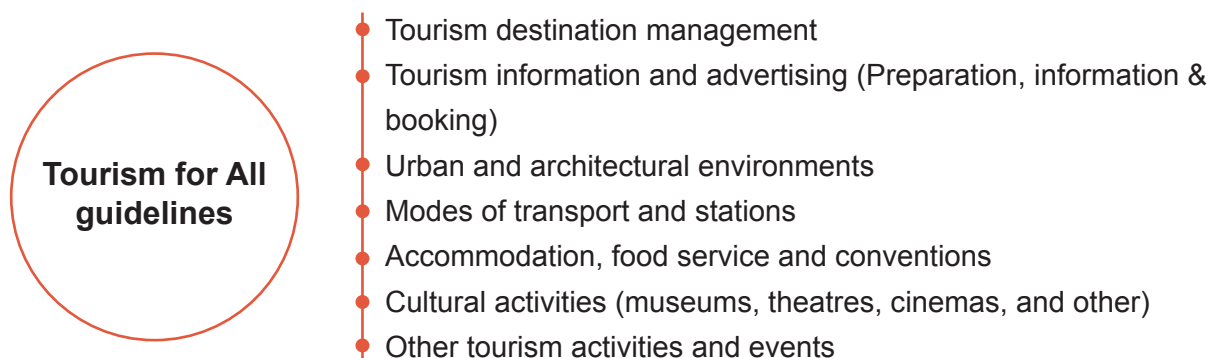 Tourism for All
guidelines
Tourism destination management
Tourism information and advertising (Preparation, information &
booking)
Urban and architectural environments
Modes of transport and stations
Accommodation, food service and conventions
Cultural activities (museums, theatres, cinemas, and other)
Other tourism activities and events